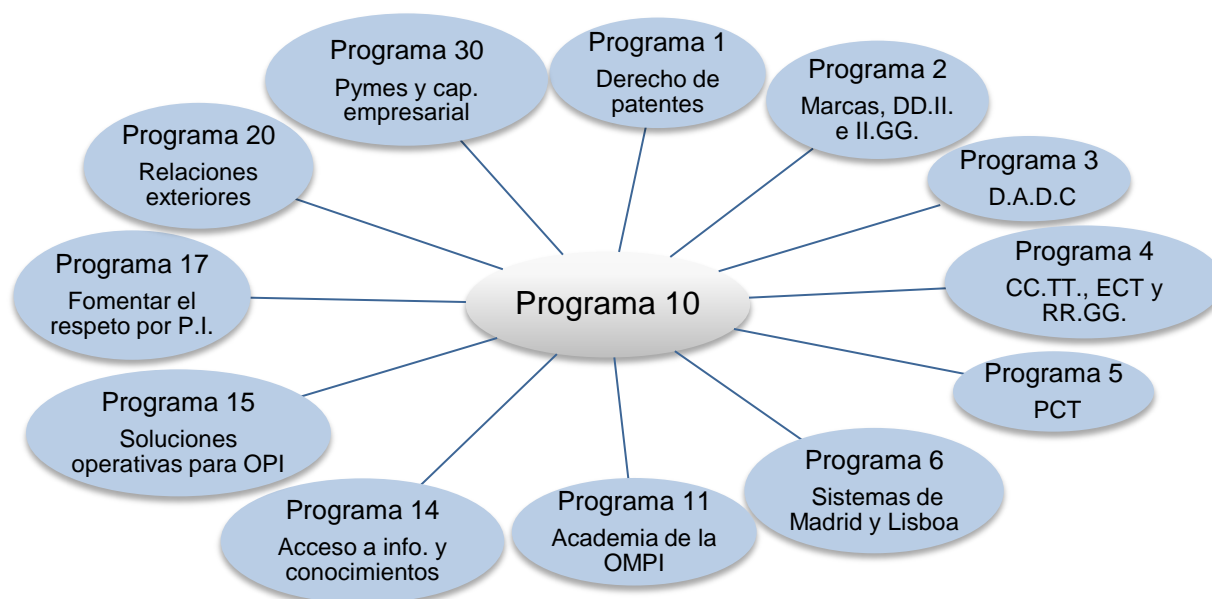 Programa 30
Pymes y cap.
empresarial
Programa 1
Derecho de
patentes
Programa 2
Marcas, DD.II.
e II.GG.
Programa 3
D.A.D.C
Programa 4
CC.TT., ECT y
RR.GG.
Programa 5
PCT
Programa 6
Sistemas de
Madrid y Lisboa
Programa 11
Academia de la
OMPI
Programa 14
Acceso a info. y
conocimientos
Programa 15
Soluciones
operativas para OPI
Programa 17
Fomentar el
respeto por P.I.
Programa 20
Relaciones
exteriores
Programa 10